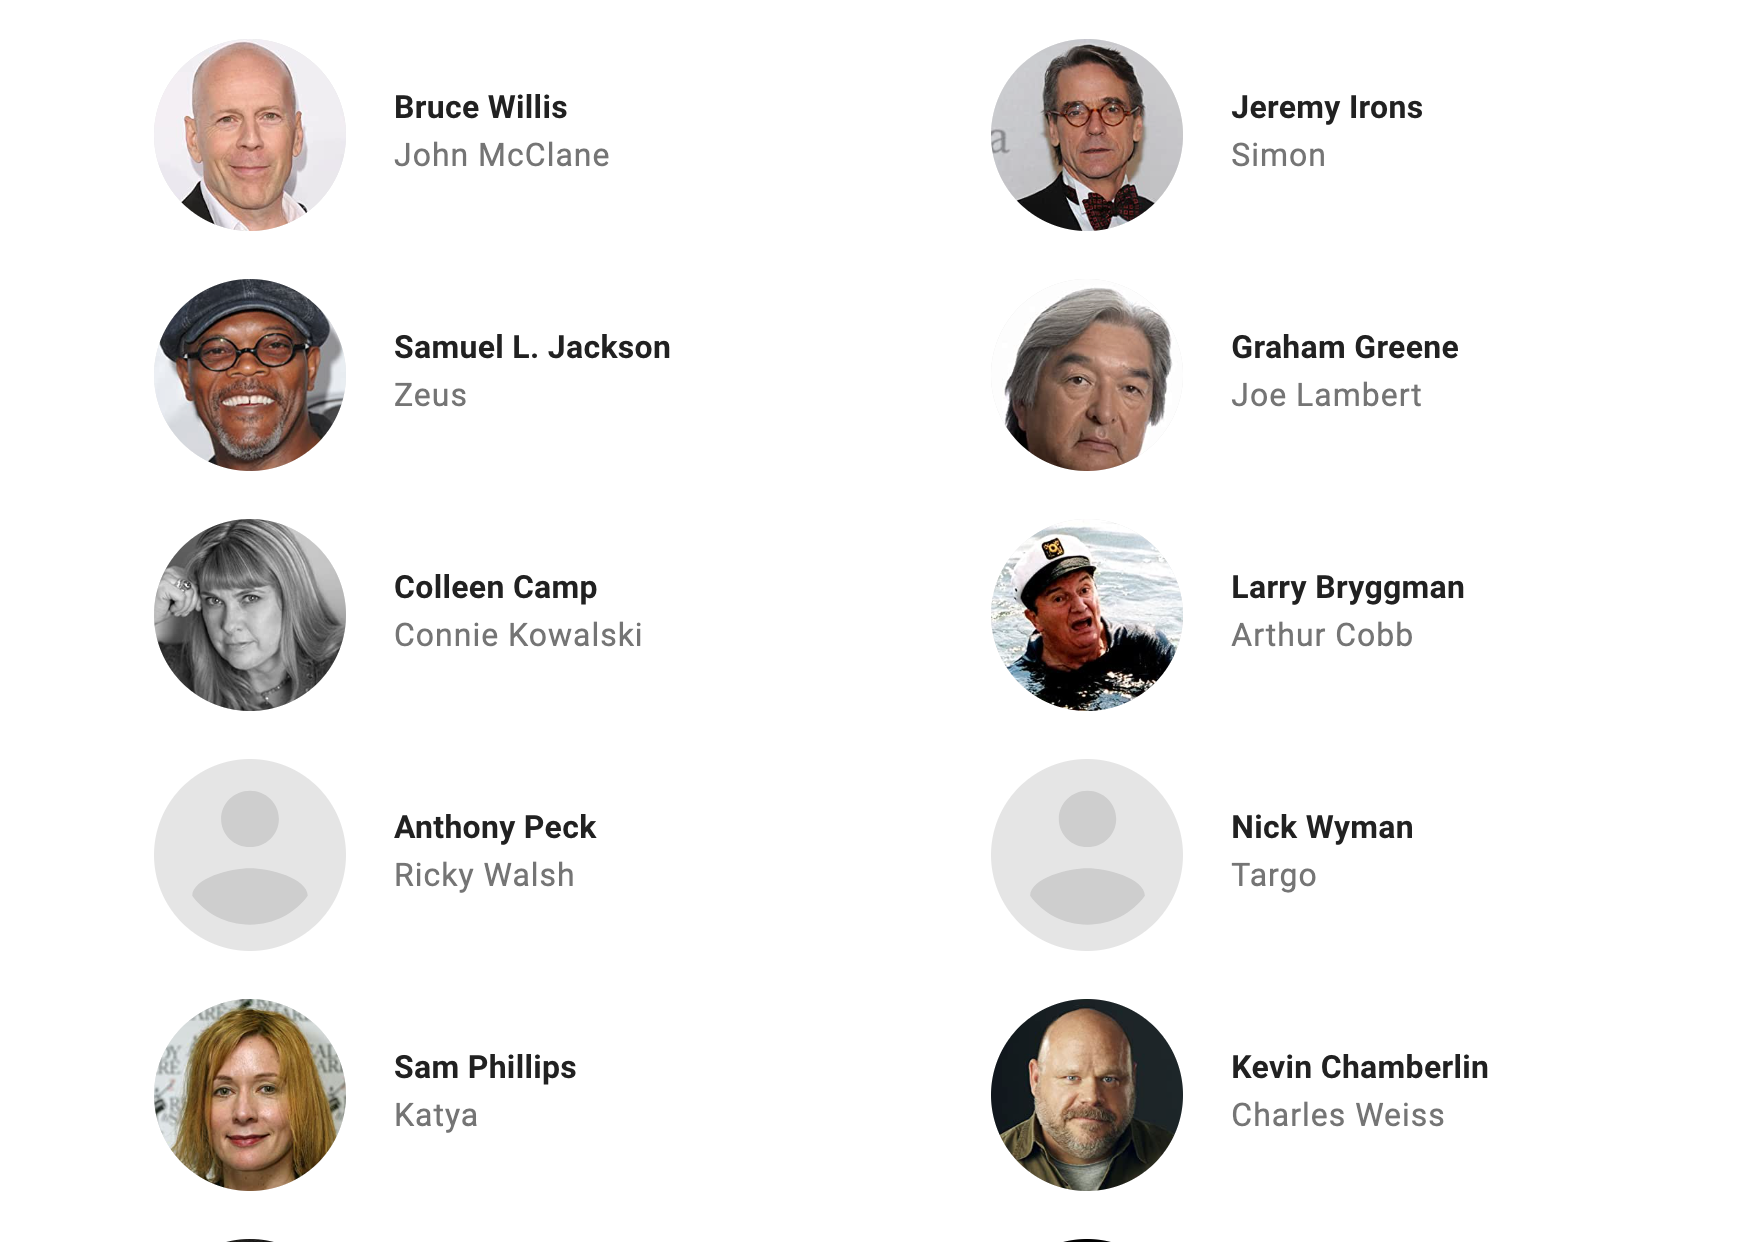 Bruce Willis
John McClane
Jeremy Irons
Simon
Samuel L. Jackson
Zeus
Graham Greene
Joe Lambert
Colleen Camp
Connie Kowalski
Larry Bryggman
Arthur Cobb
Anthony Peck
Ricky Walsh
Nick Wyman
Targo
Sam Phillips
Katya
Kevin Chamberlin
Charles Weiss